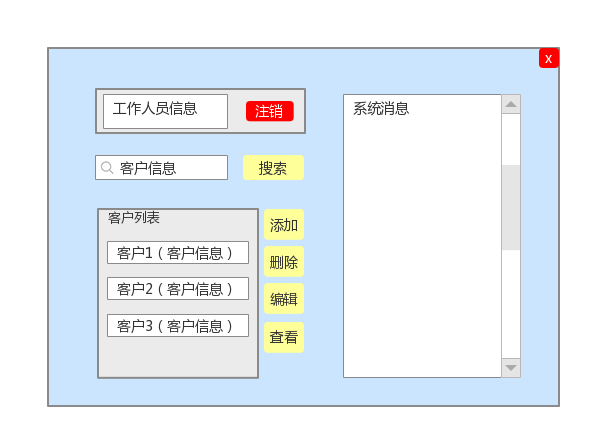 x
工作人员信息
注销
系统消息
客户信息
搜索
客户列表
添加
客户1（客户信息）
删除
客户2（客户信息）
编辑
客户3（客户信息）
查看